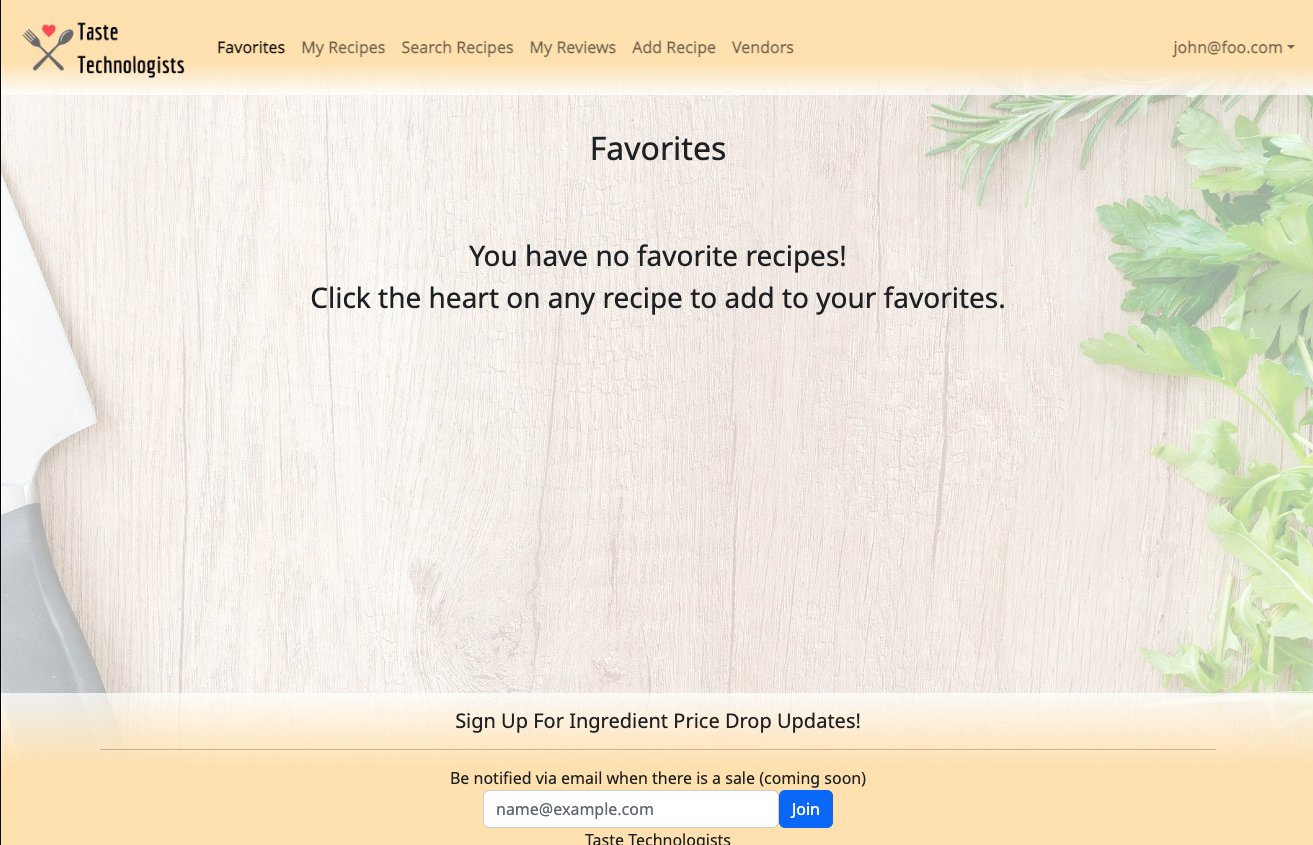 Taste
Technologists
Favorites My Recipes Search Recipes My Reviews Add Recipe Vendors john@foo.com
Favorites
You have no favorite recipes!
Click the heart on any recipe to add to your favorites.
Sign Up For Ingredient Price Drop Updates!
Be notified via email when there is a sale (coming soon)
name@example.com Join
Taste Technologists